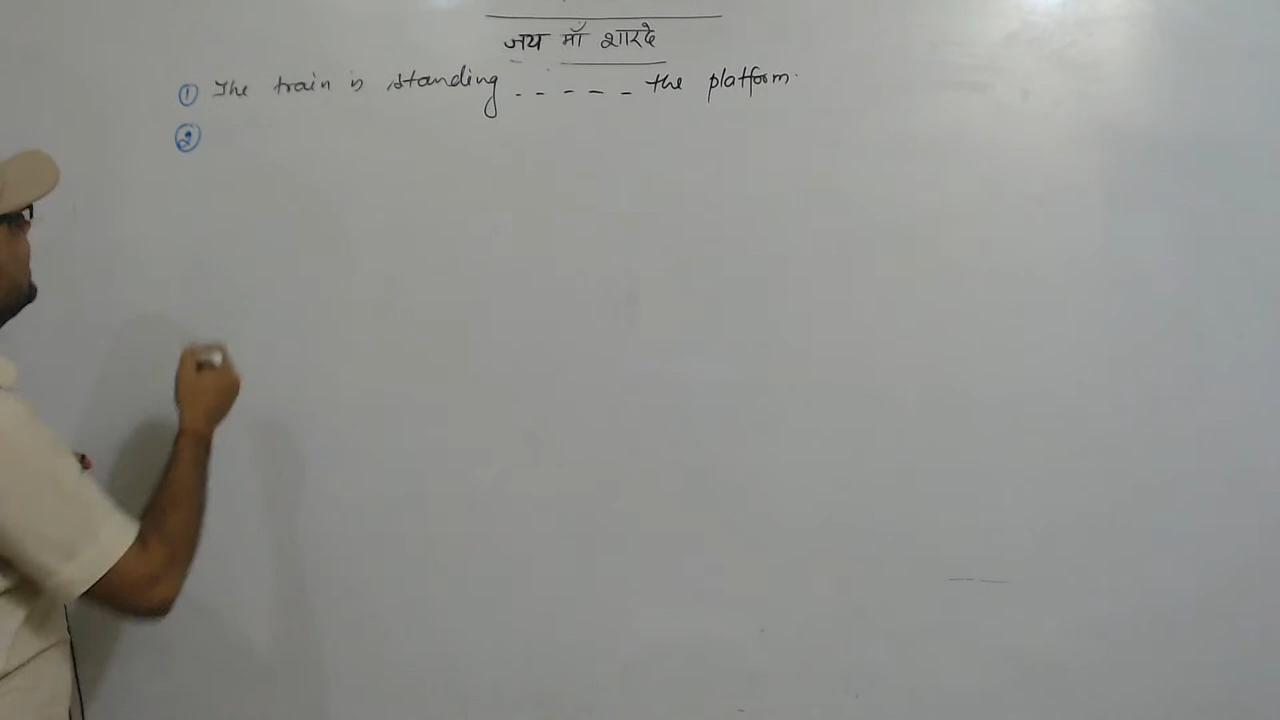 जय माँ शारदे
① The train is standing - - - - - the platform.
②